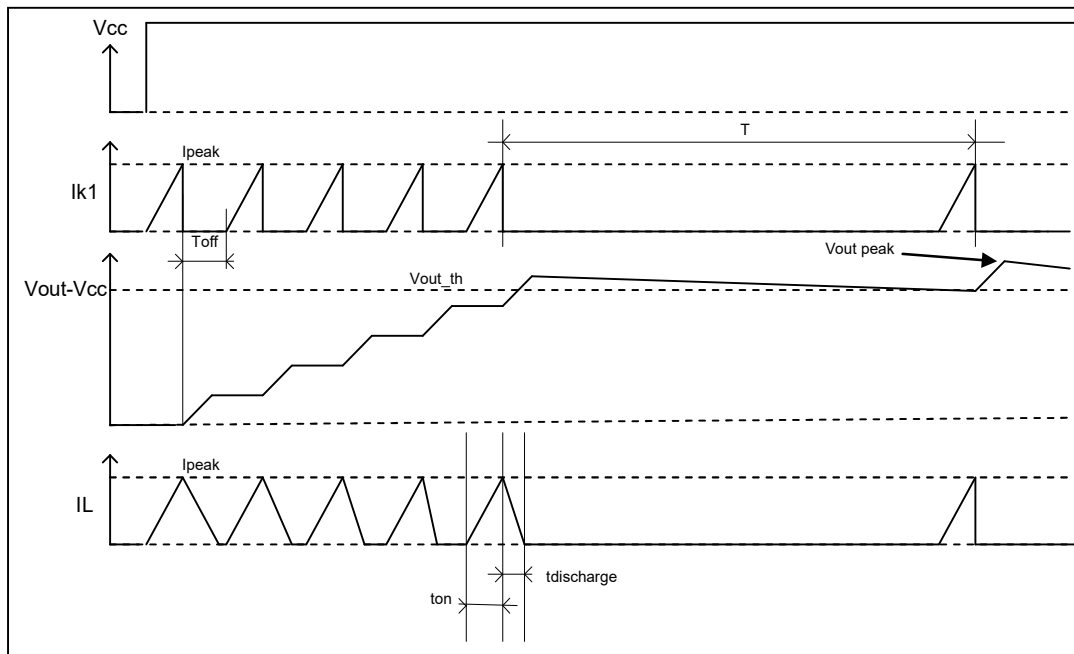 Vcc
T
Ipeak
Ik1
Toff
Vout peak
Vout_th
Vout-Vcc
Ipeak
IL
tdischarge
ton